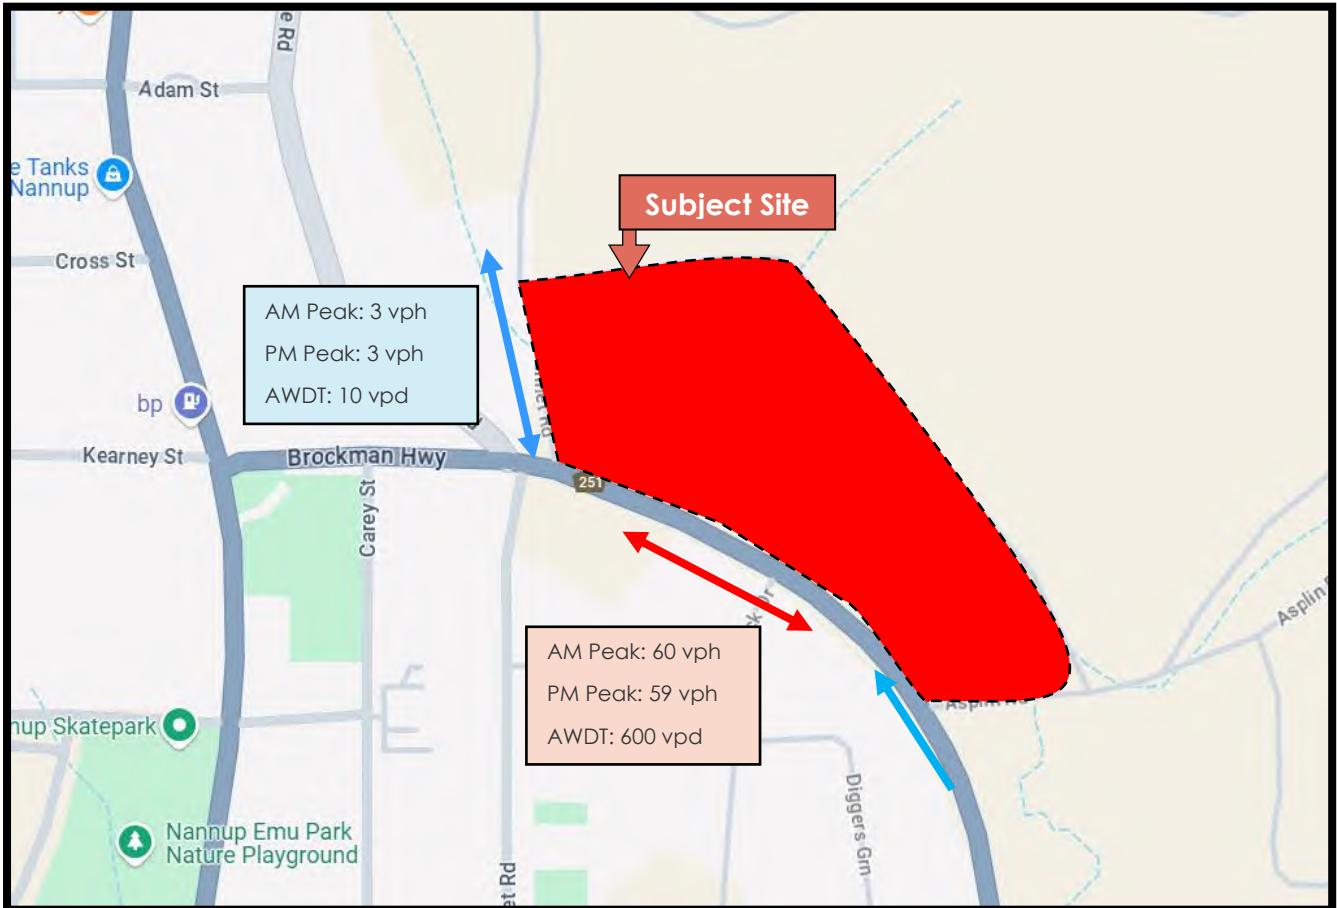 e Rd
Adam St
e Tanks
Nannup
Subject Site
Cross St
AM Peak: 3 vph
PM Peak: 3 vph
AWDT: 10 vpd
bp
Kearney St
Brockman Hwy
251
Carey St
AM Peak: 60 vph
PM Peak: 59 vph
AWDT: 600 vpd
Asplin
nup Skatepark
Diggers Grn
Nannup Emu Park
Nature Playground
et Rd